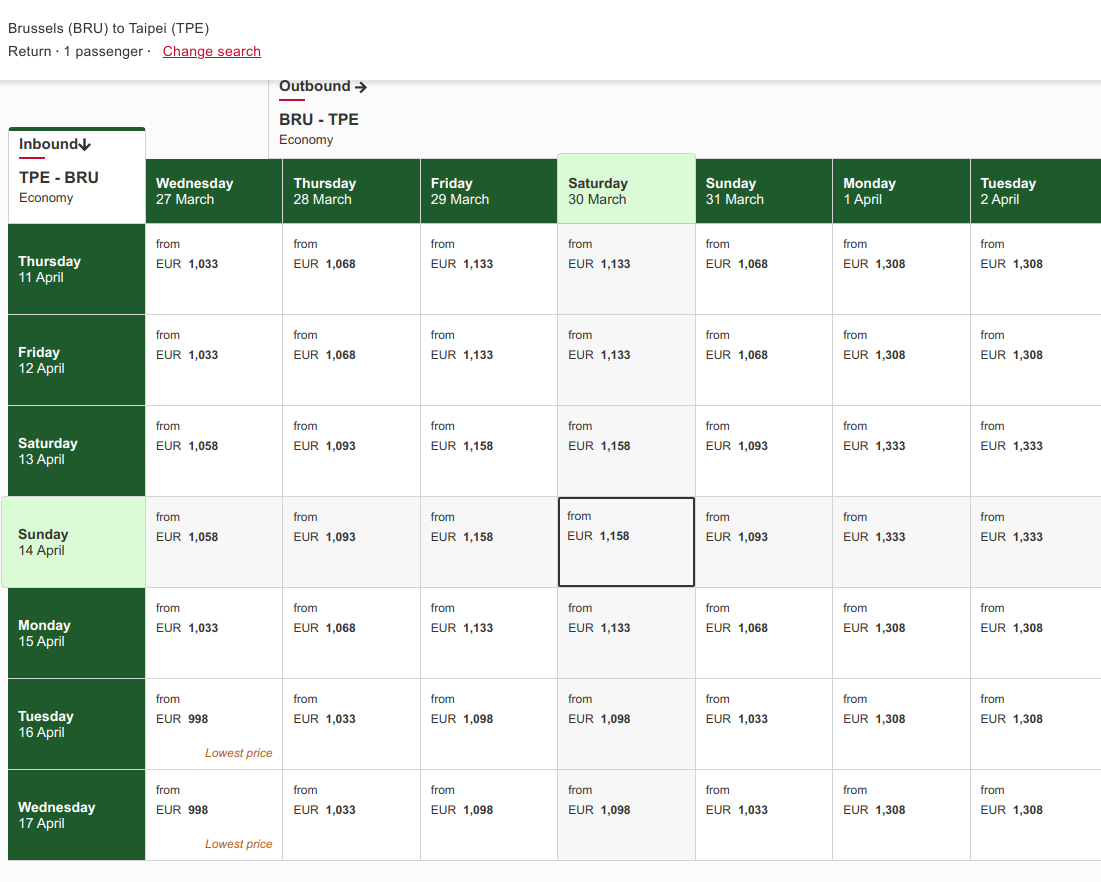 Brussels (BRU) to Taipei (TPE)
Return · 1 passenger · Change search
Outbound
BRU - TPE
Economy
Inbound
TPE - BRU
Economy
Wednesday Thursday Friday Saturday Sunday Monday Tuesday
27 March 28 March 29 March 30 March 31 March 1 April 2 April
Thursday
11 April
from from from from from from from
EUR 1,033 EUR 1,068 EUR 1,133 EUR 1,133 EUR 1,068 EUR 1,308 EUR 1,308
Friday
12 April
from from from from from from from
EUR 1,033 EUR 1,068 EUR 1,133 EUR 1,133 EUR 1,068 EUR 1,308 EUR 1,308
Saturday
13 April
from from from from from from from
EUR 1,058 EUR 1,093 EUR 1,158 EUR 1,158 EUR 1,093 EUR 1,333 EUR 1,333
Sunday
14 April
from from from from from from from
EUR 1,058 EUR 1,093 EUR 1,158 EUR 1,158 EUR 1,093 EUR 1,333 EUR 1,333
Monday
15 April
from from from from from from from
EUR 1,033 EUR 1,068 EUR 1,133 EUR 1,133 EUR 1,068 EUR 1,308 EUR 1,308
Tuesday
16 April
from from from from from from from
EUR 998 EUR 1,033 EUR 1,098 EUR 1,098 EUR 1,033 EUR 1,308 EUR 1,308
Lowest price
Wednesday
17 April
from from from from from from from
EUR 998 EUR 1,033 EUR 1,098 EUR 1,098 EUR 1,033 EUR 1,308 EUR 1,308
Lowest price